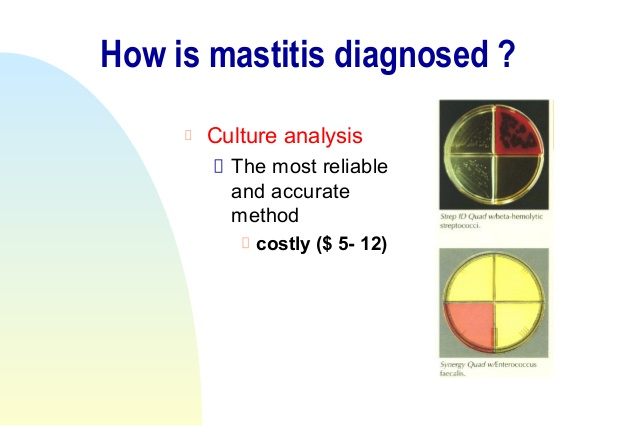 How is mastitis diagnosed ?
Culture analysis
The most reliable
and accurate
method
costly ($ 5- 12)
Strep ID Quad w/beta-hemolytic
streptococci.
Synergy Quad w/Enterococcus
faecalis.